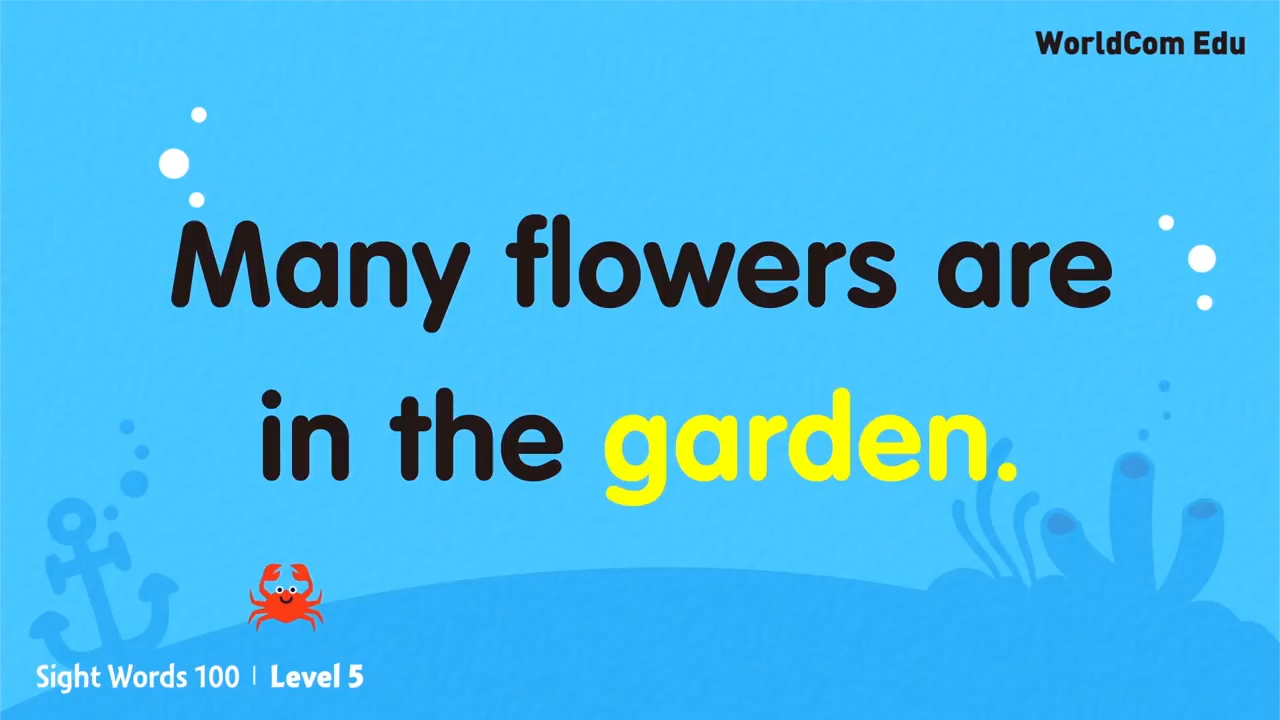 WorldCom Edu
Many flowers are
in the garden.
Sight Words 100 | Level 5